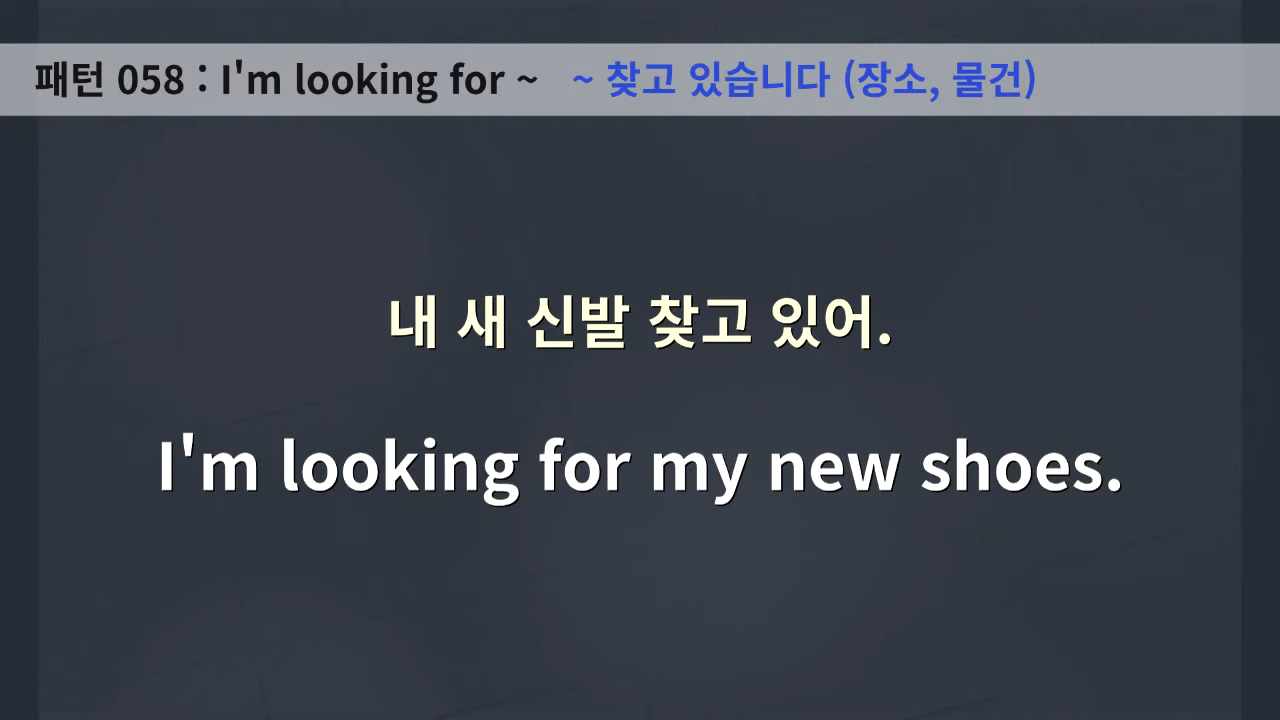 패턴 058 : I'm looking for ~ ~ 찾고 있습니다 (장소, 물건)
내 새 신발 찾고 있어.
I'm looking for my new shoes.